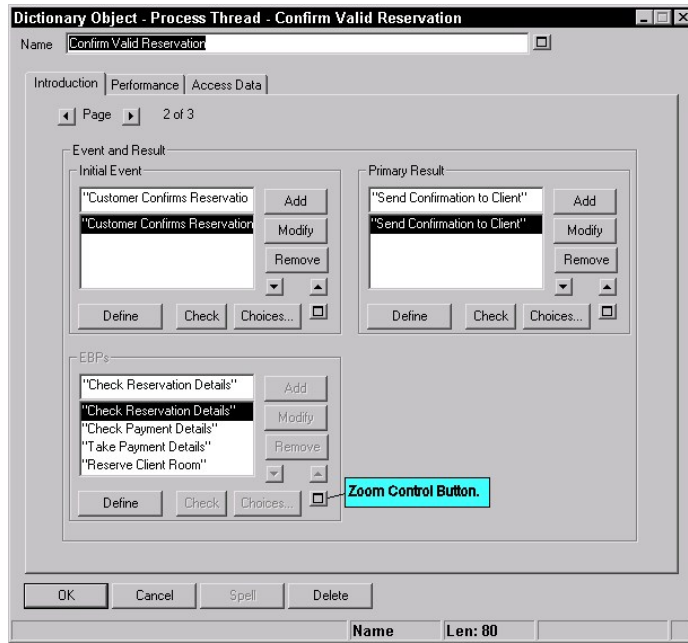 Dictionary Object - Process Thread - Confirm Valid Reservation
Name Confirm Valid Reservation
Introduction Performance Access Data
Page 2 of 3
Event and Result
Initial Event
"Customer Confirms Reservatio
Add
"Customer Confirms Reservation
Modify
Remove
Define Check Choices...
Primary Result
"Send Confirmation to Client"
Add
"Send Confirmation to Client"
Modify
Remove
Define Check Choices...
EBPs
"Check Reservation Details"
Add
"Check Reservation Details"
"Check Payment Details"
Modify
"Take Payment Details"
Remove
"Reserve Client Room"
Define Check Choices...
Zoom Control Button.
OK Cancel Spell Delete
Name Len: 80